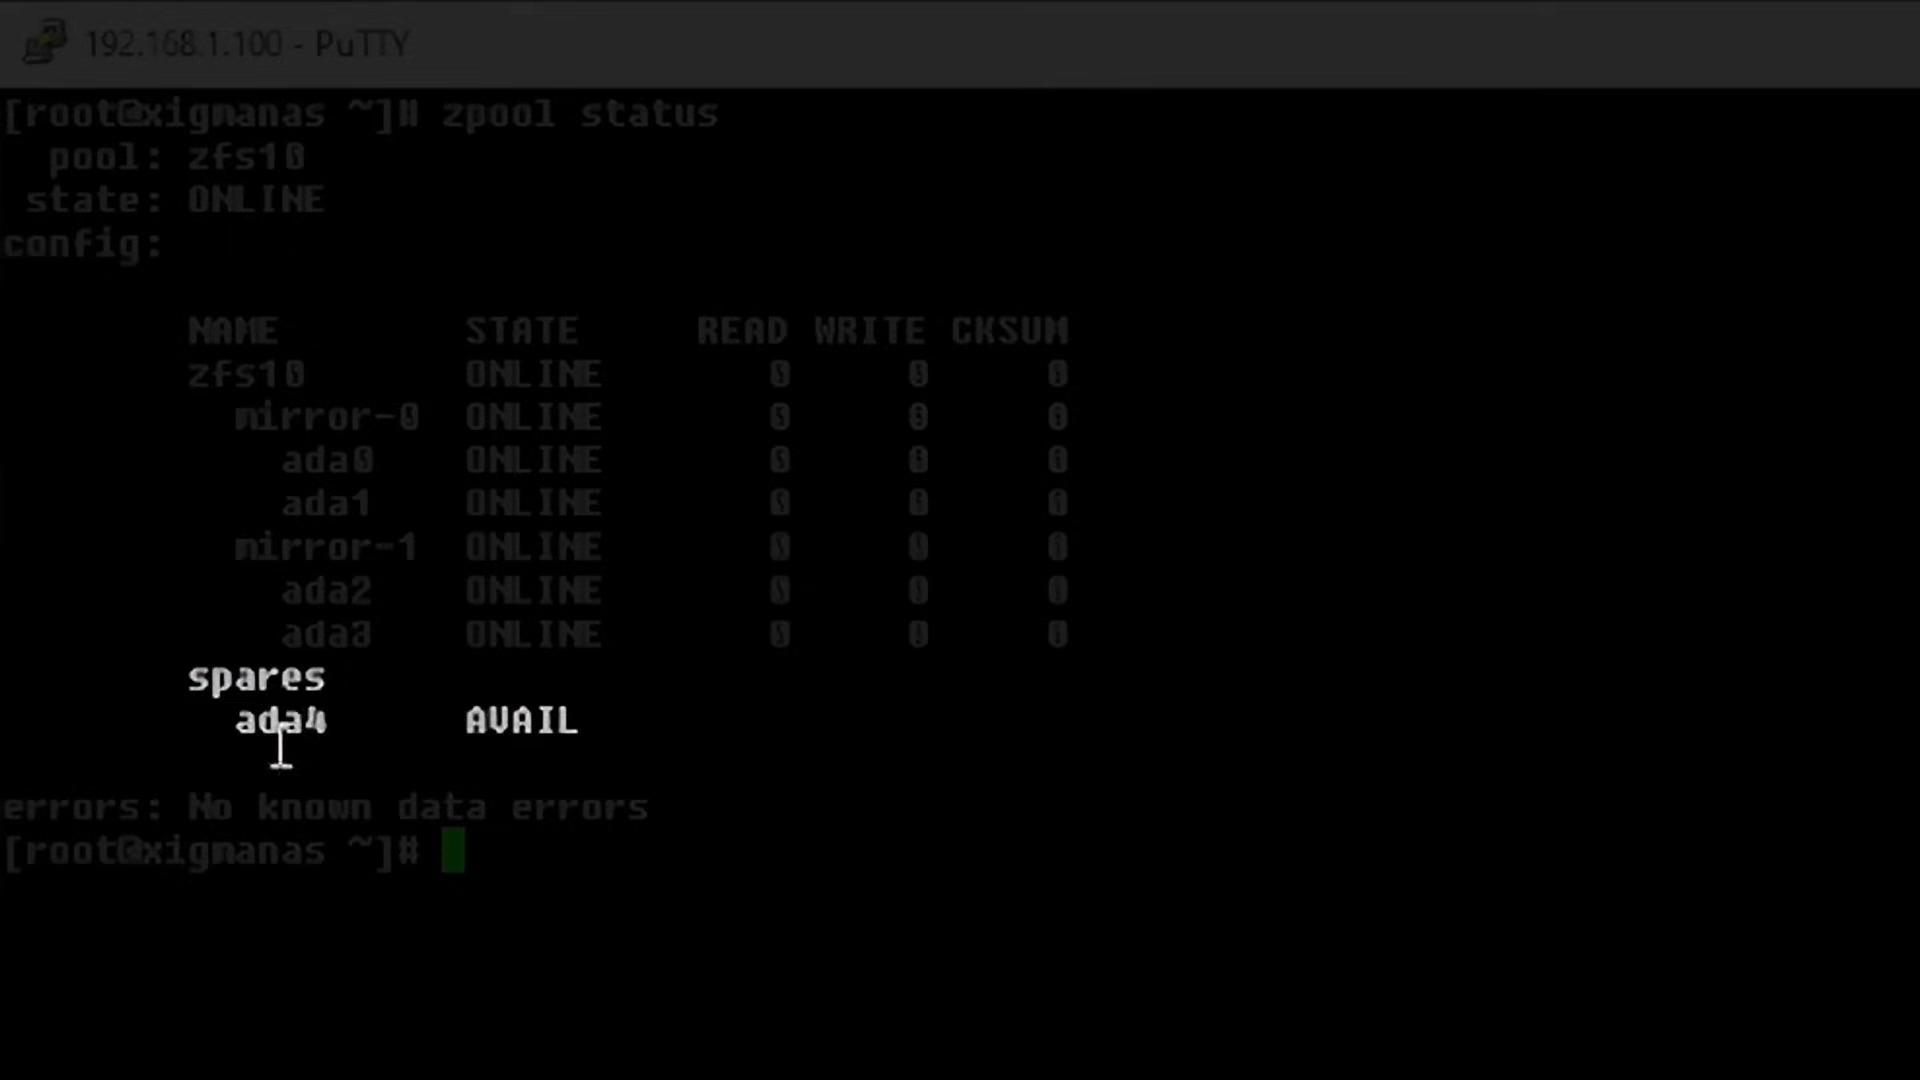 192.168.1.100 - PuTTY
[root@xigmanas ~]# zpool status
pool: zfs10
state: ONLINE
config:
NAME STATE READ WRITE CKSUM
zfs10 ONLINE 0 0 0
mirror-0 ONLINE 0 0 0
ada0 ONLINE 0 0 0
ada1 ONLINE 0 0 0
mirror-1 ONLINE 0 0 0
ada2 ONLINE 0 0 0
ada3 ONLINE 0 0 0
spares
ada4 AVAIL
errors: No known data errors
[root@xigmanas ~]#